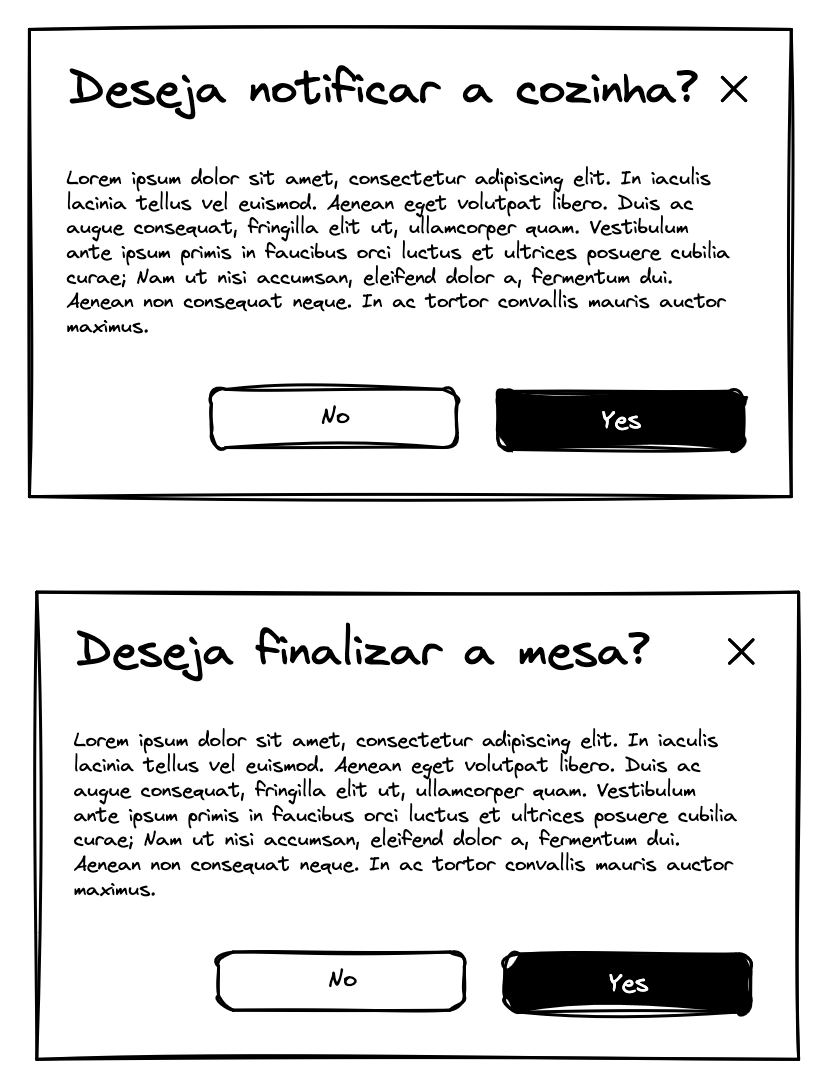 Deseja notificar a cozinha?
Lorem ipsum dolor sit amet, consectetur adipiscing elit. In iaculis
lacinia tellus vel euismod. Aenean eget volutpat libero. Duis ac
augue consequat, fringilla elit ut, ullamcorper quam. Vestibulum
ante ipsum primis in faucibus orci luctus et ultrices posuere cubilia
curae; Nam ut nisi accumsan, eleifend dolor a, fermentum dui.
Aenean non consequat neque. In ac tortor convallis mauris auctor
maximus.
No
Yes
Deseja finalizar a mesa?
Lorem ipsum dolor sit amet, consectetur adipiscing elit. In iaculis
lacinia tellus vel euismod. Aenean eget volutpat libero. Duis ac
augue consequat, fringilla elit ut, ullamcorper quam. Vestibulum
ante ipsum primis in faucibus orci luctus et ultrices posuere cubilia
curae; Nam ut nisi accumsan, eleifend dolor a, fermentum dui.
Aenean non consequat neque. In ac tortor convallis mauris auctor
maximus.
No
Yes